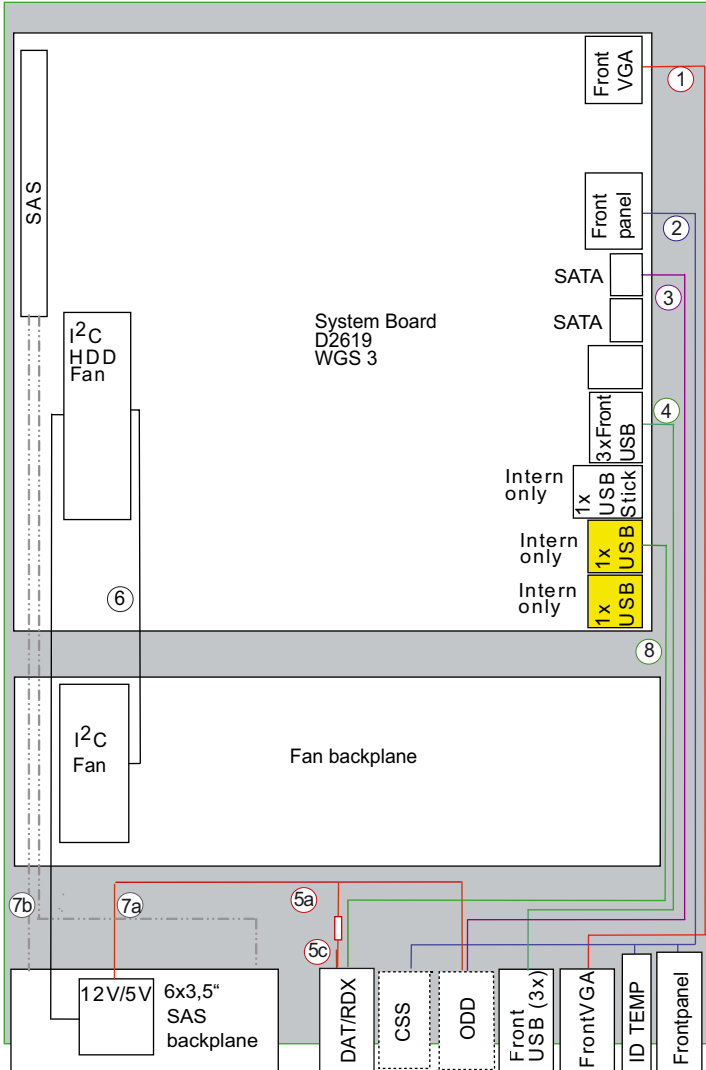 Front
VGA
1
SAS
Front
panel
2
SATA
3
SATA
I2C
HDD
Fan
System Board
D2619
WGS 3
4
3xFront
USB
Intern
only
1x
USB
Stick
Intern
only
1x
USB
Intern
only
1x
USB
6
8
I2C
Fan
Fan backplane
7b
7a
5a
5c
12V/5V
6x3,5“
SAS
backplane
DAT/RDX
CSS
ODD
Front
USB (3x)
FrontVGA
ID TEMP
Frontpanel